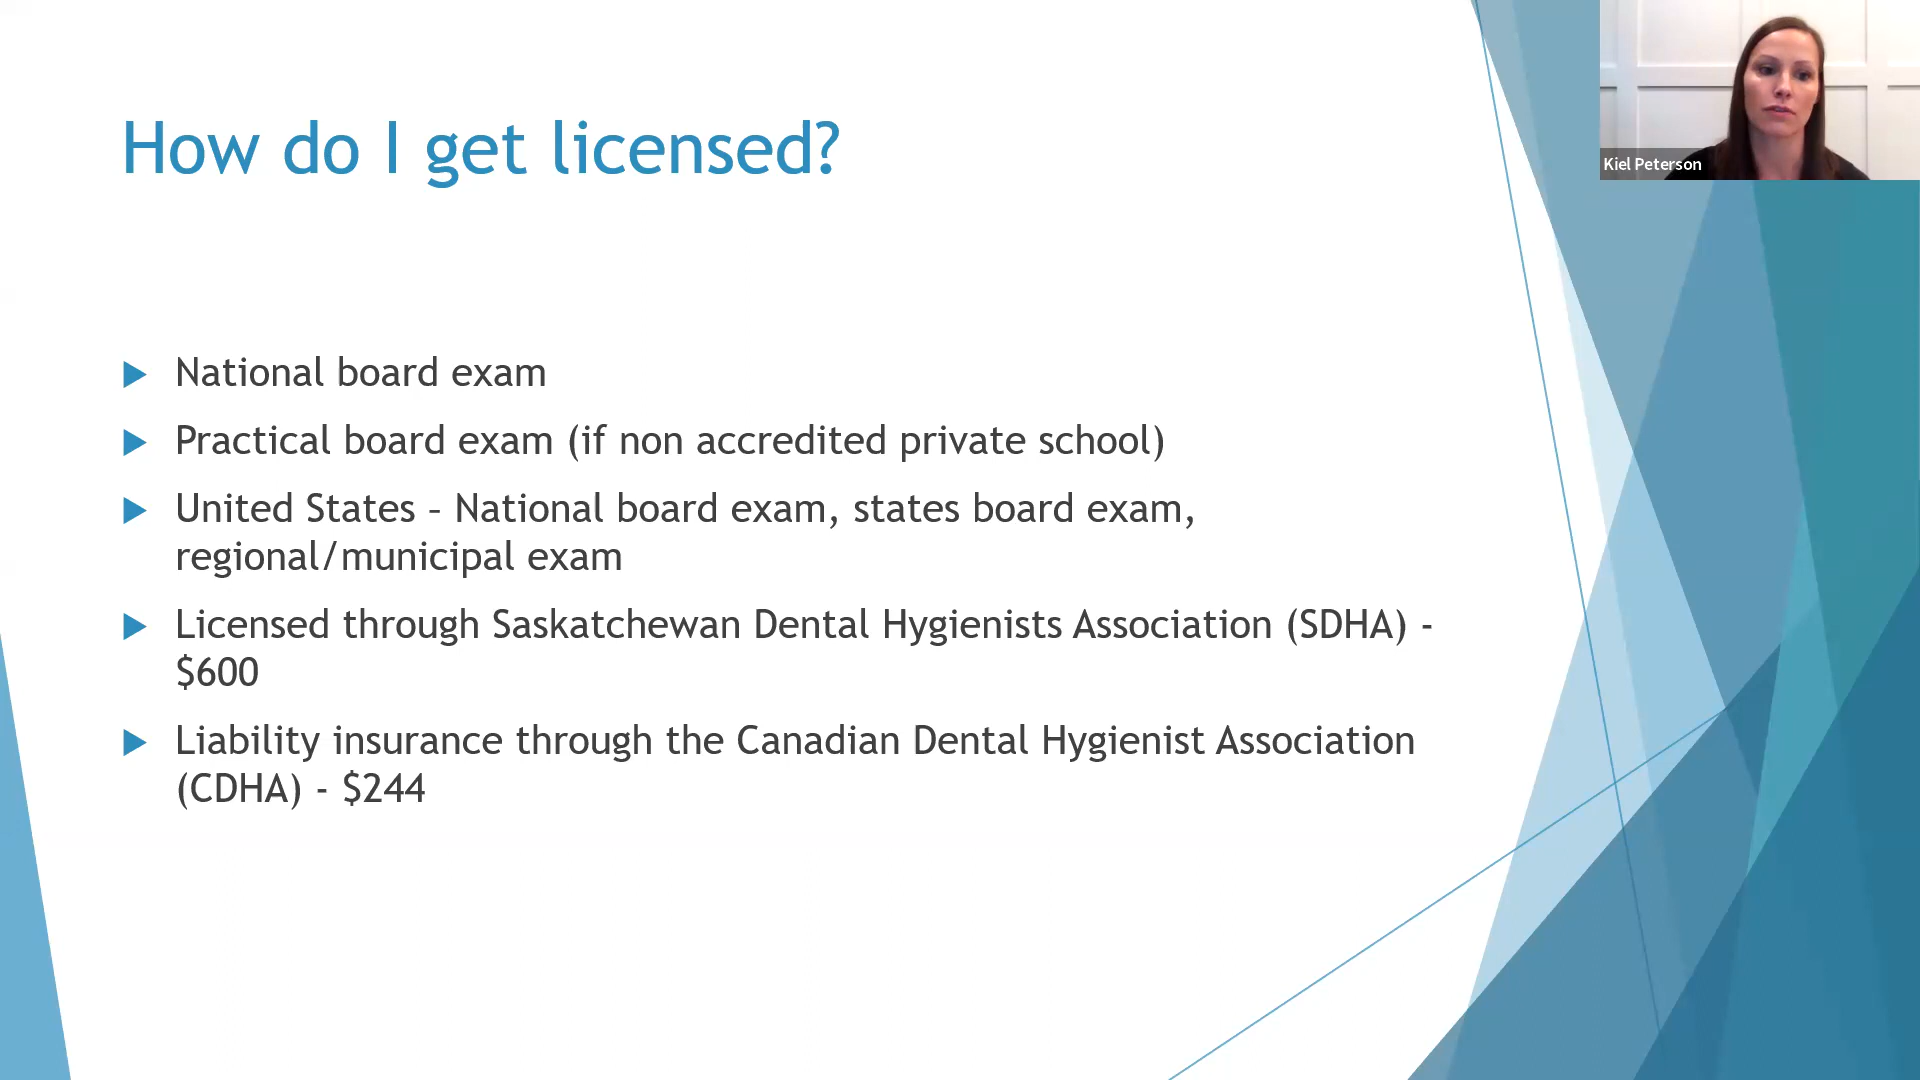 How do I get licensed?
Kiel Peterson
National board exam
Practical board exam (if non accredited private school)
United States – National board exam, states board exam,
regional/municipal exam
Licensed through Saskatchewan Dental Hygienists Association (SDHA) -
$600
Liability insurance through the Canadian Dental Hygienist Association
(CDHA) - $244